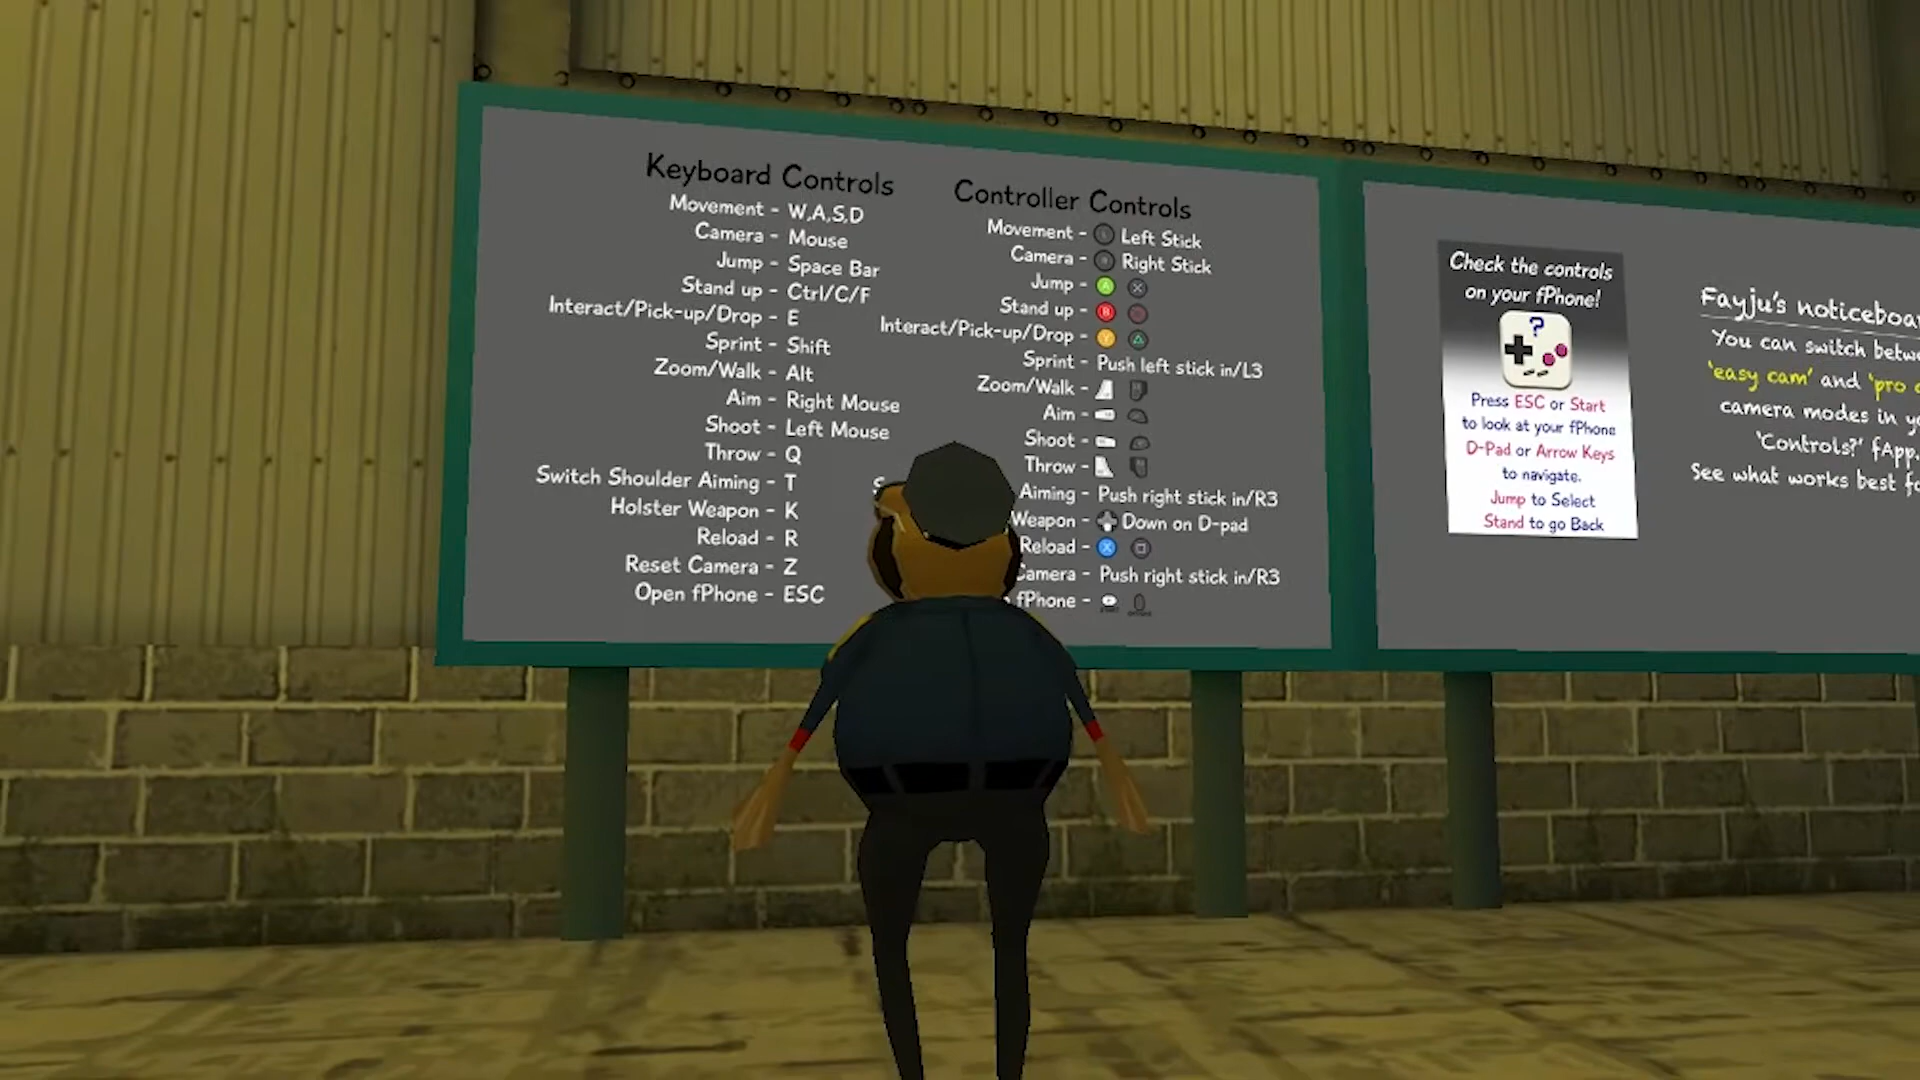 Keyboard Controls
Movement - W,A,S,D
Camera - Mouse
Jump - Space Bar
Stand up - Ctrl/C/F
Interact/Pick-up/Drop - E
Sprint - Shift
Zoom/Walk - Alt
Aim - Right Mouse
Shoot - Left Mouse
Throw - Q
Switch Shoulder Aiming - T
Holster Weapon - K
Reload - R
Reset Camera - Z
Open fPhone - ESC
Controller Controls
Movement - Left Stick
Camera - Right Stick
Jump - A
Stand up - B
Interact/Pick-up/Drop - Y
Sprint - Push left stick in/L3
Zoom/Walk -
Aim -
Shoot -
Throw -
Aiming - Push right stick in/R3
Weapon - Down on D-pad
Reload - X
Camera - Push right stick in/R3
fPhone -
Check the controls
on your fPhone!
?
Press ESC or Start
to look at your fPhone
D-Pad or Arrow Keys
to navigate.
Jump to Select
Stand to go Back
Fayju's
You can switch
'easy cam' and 'pro
camera modes in
'Controls?' fApp.
See what works best